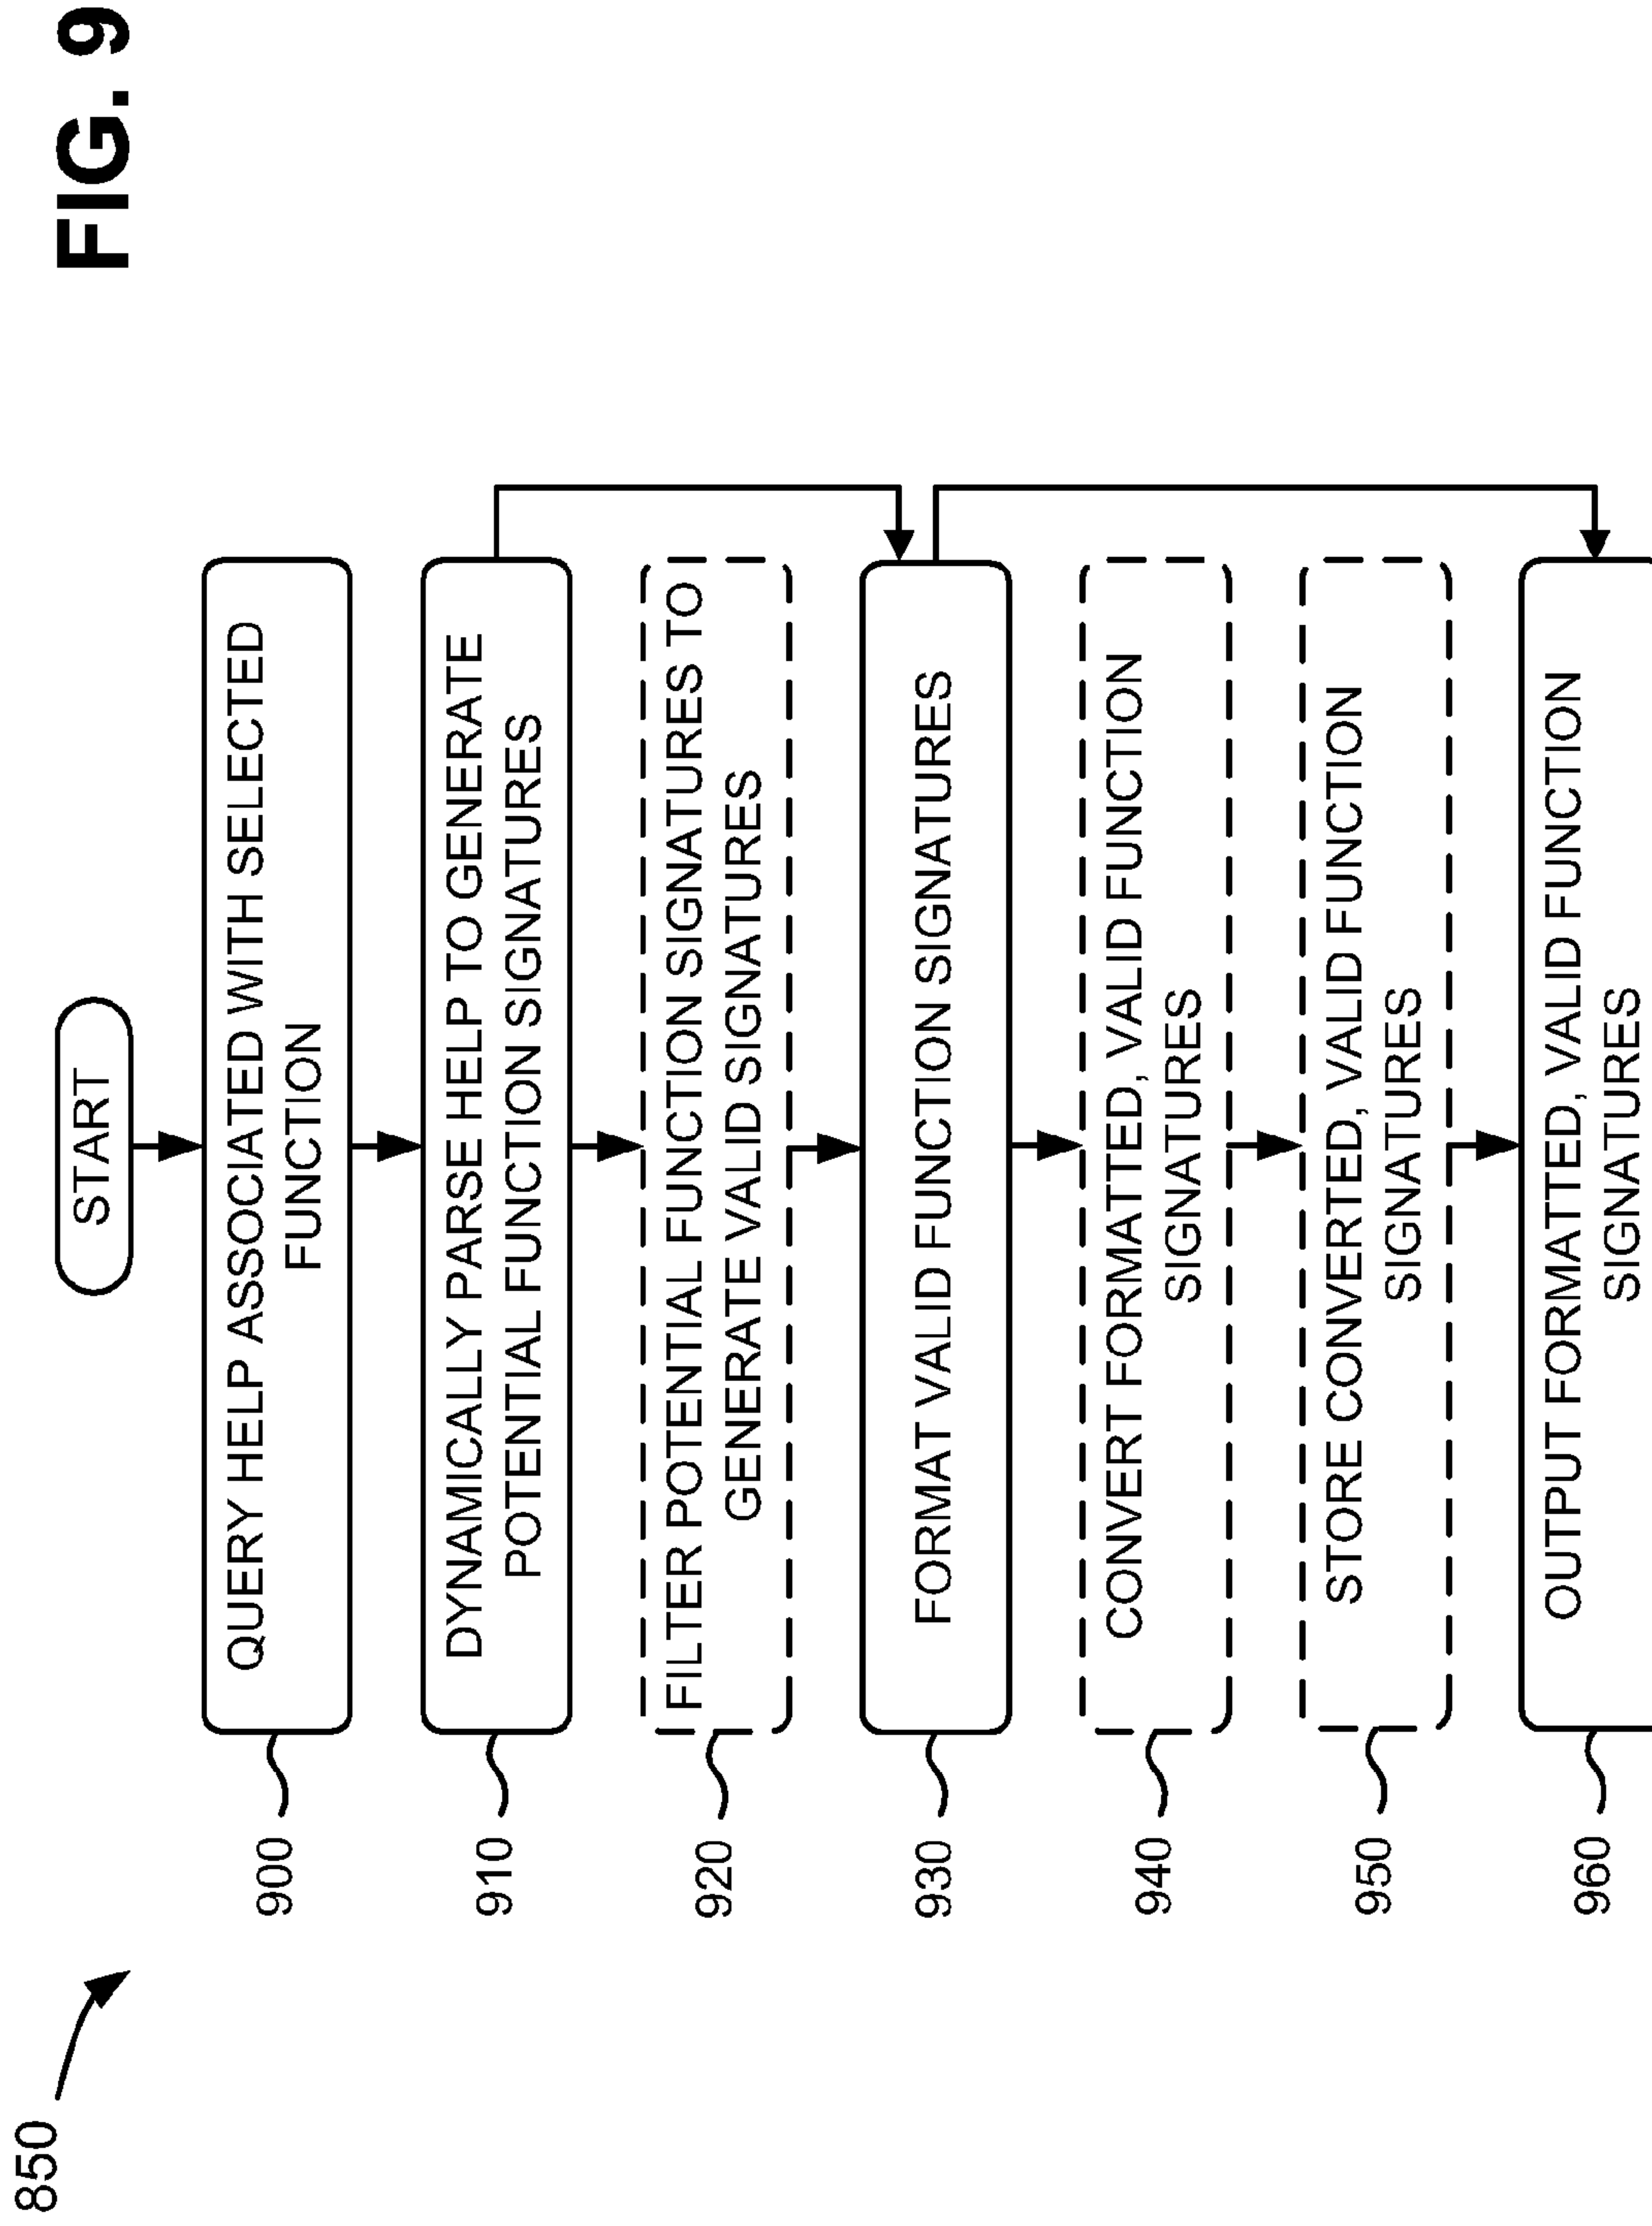 FIG. 9
850
START
900
QUERY HELP ASSOCIATED WITH SELECTED
FUNCTION
910
DYNAMICALLY PARSE HELP TO GENERATE
POTENTIAL FUNCTION SIGNATURES
920
FILTER POTENTIAL FUNCTION SIGNATURES TO
GENERATE VALID SIGNATURES
930
FORMAT VALID FUNCTION SIGNATURES
940
CONVERT FORMATTED, VALID FUNCTION
SIGNATURES
950
STORE CONVERTED, VALID FUNCTION
SIGNATURES
960
OUTPUT FORMATTED, VALID FUNCTION
SIGNATURES